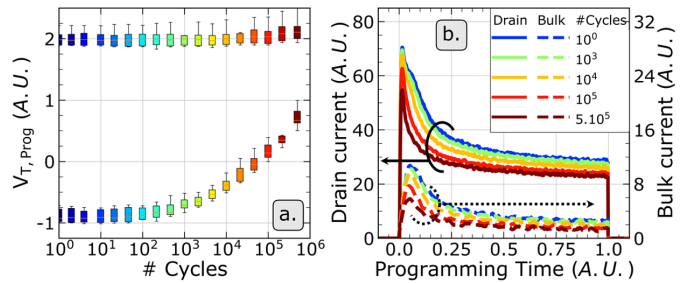 2
1
0
-1
V_T,Prog (A.U.)
a.
10^0 10^1 10^2 10^3 10^4 10^5 10^6
# Cycles
80
60
40
20
0
Drain current (A.U.)
b.
Drain Bulk #Cycles
10^0
10^3
10^4
10^5
5.10^5
32
24
16
8
0
Bulk current (A.U.)
0.0 0.25 0.5 0.75 1.0
Programming Time (A.U.)